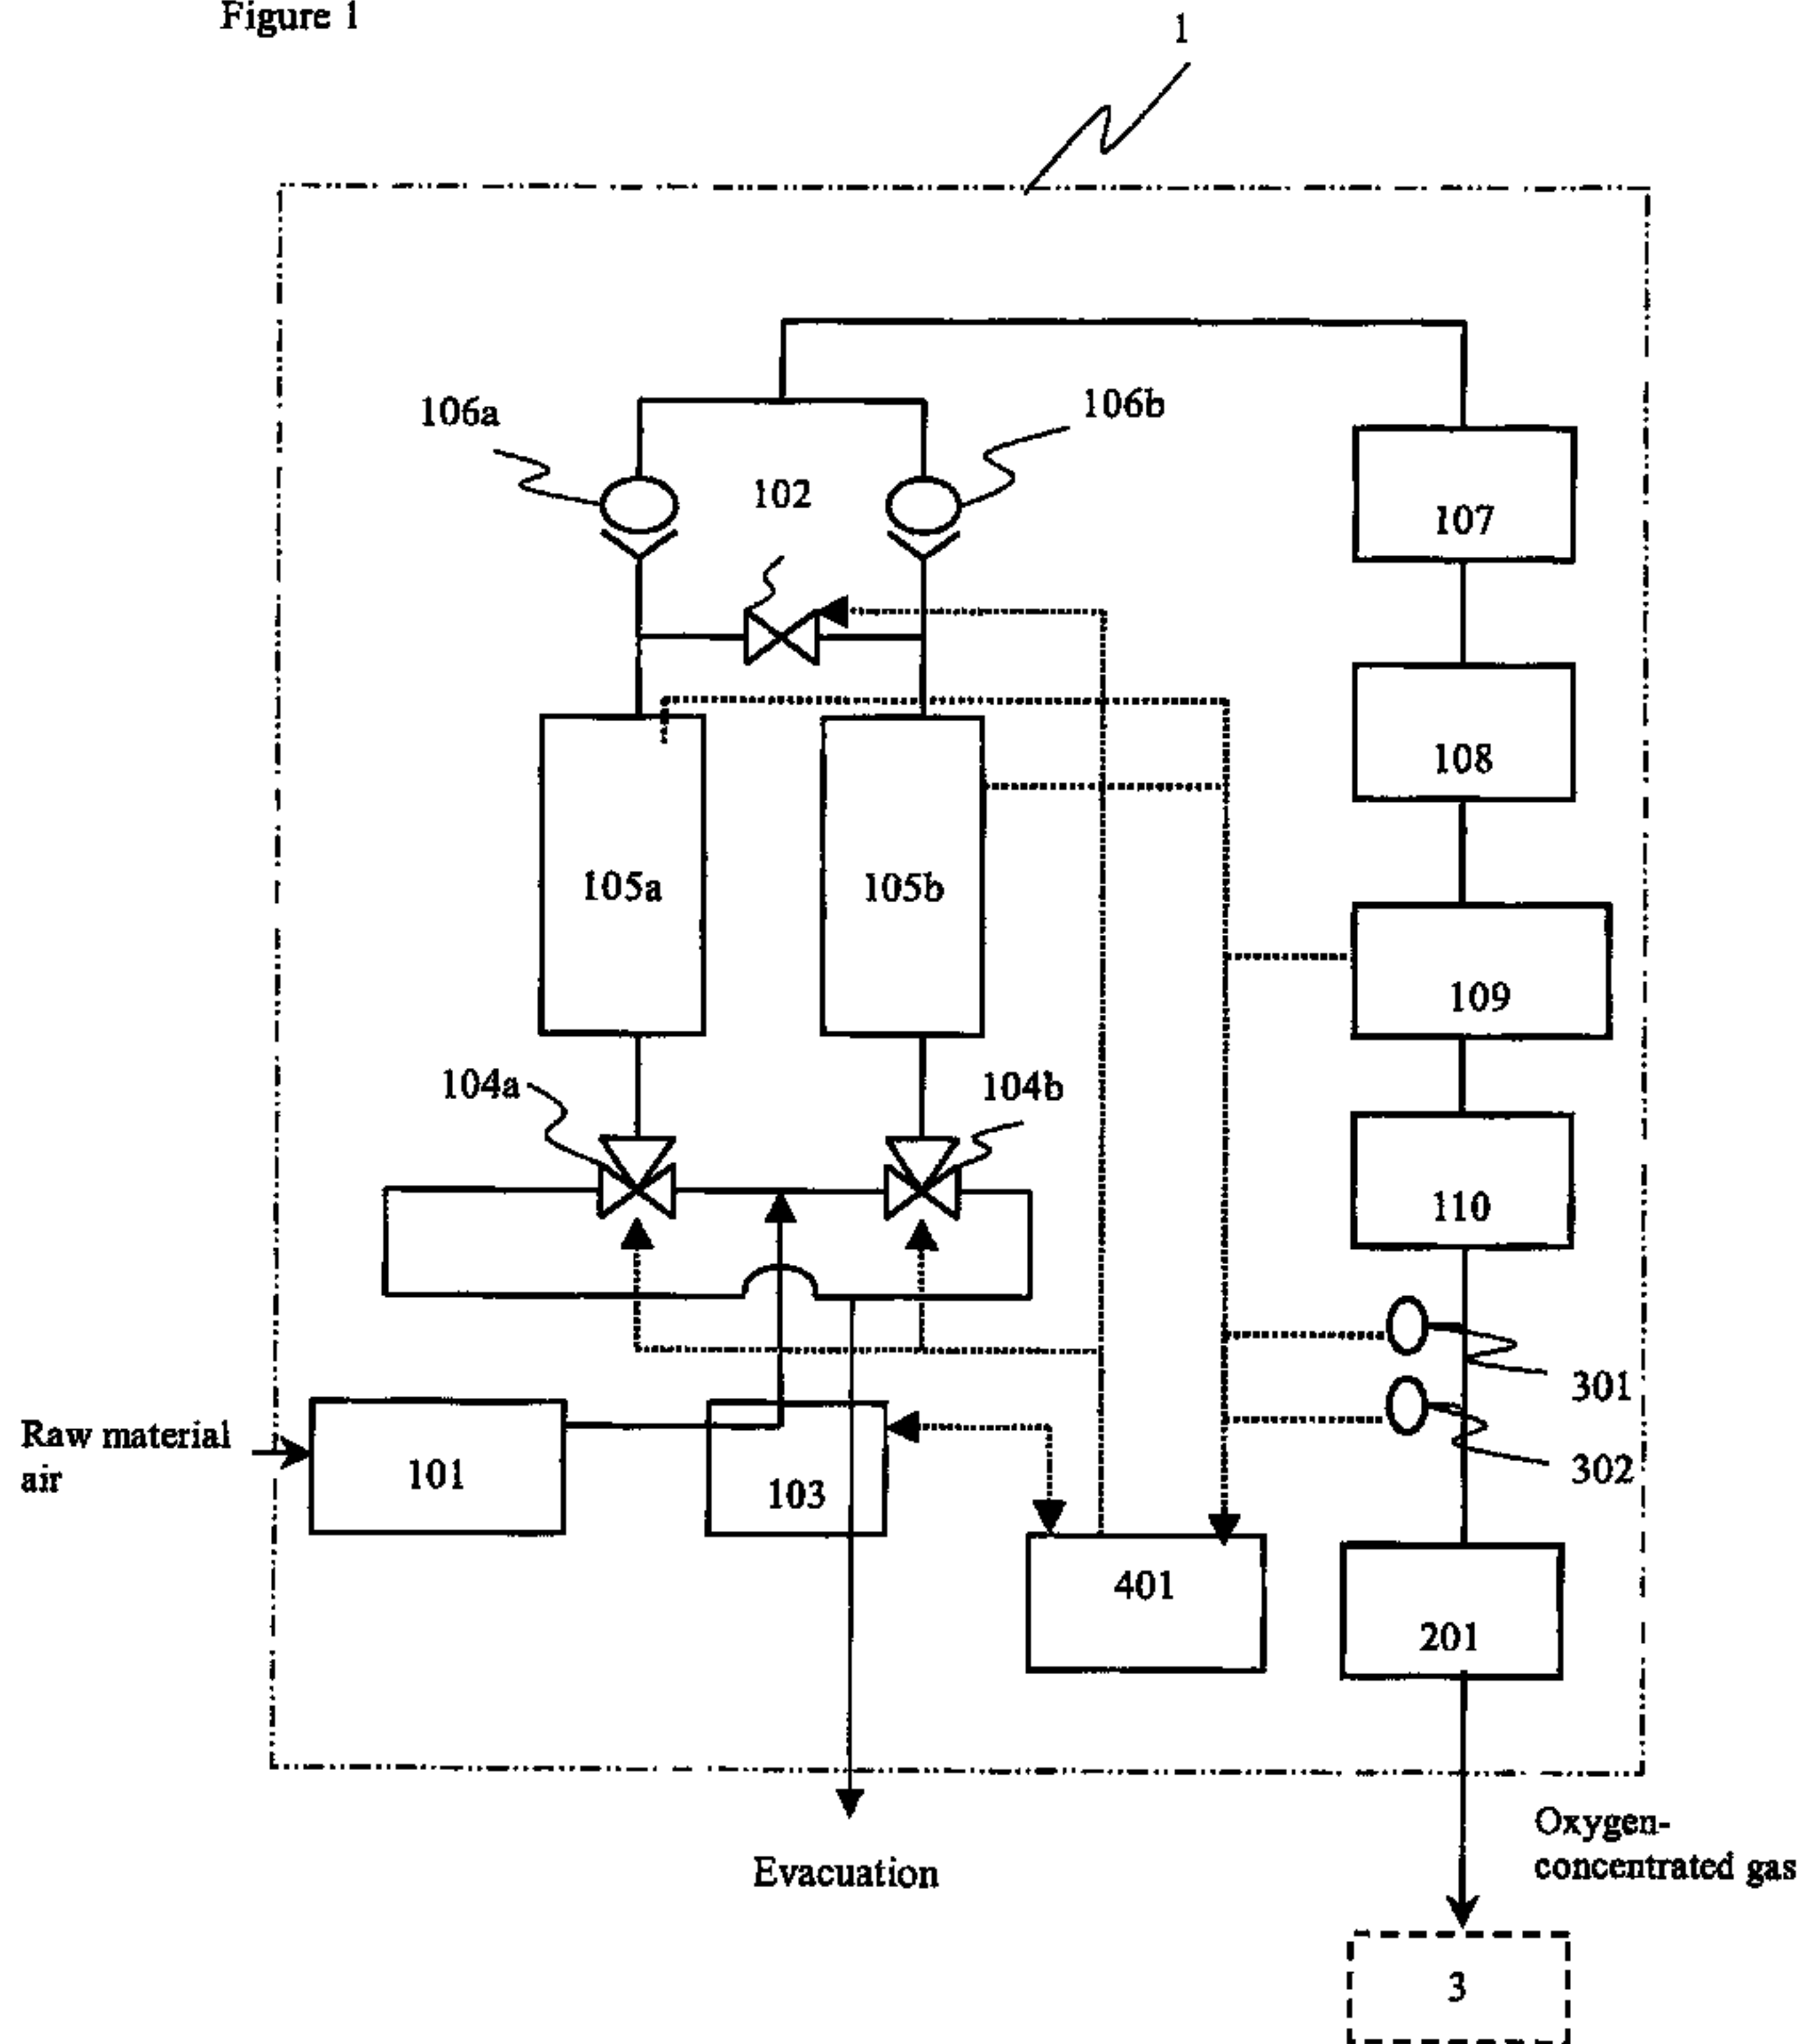 Figure 1
1
106a
106b
102
107
108
105a
105b
109
104a
104b
110
301
Raw material
air
101
103
302
401
201
Oxygen-
concentrated gas
Evacuation
3